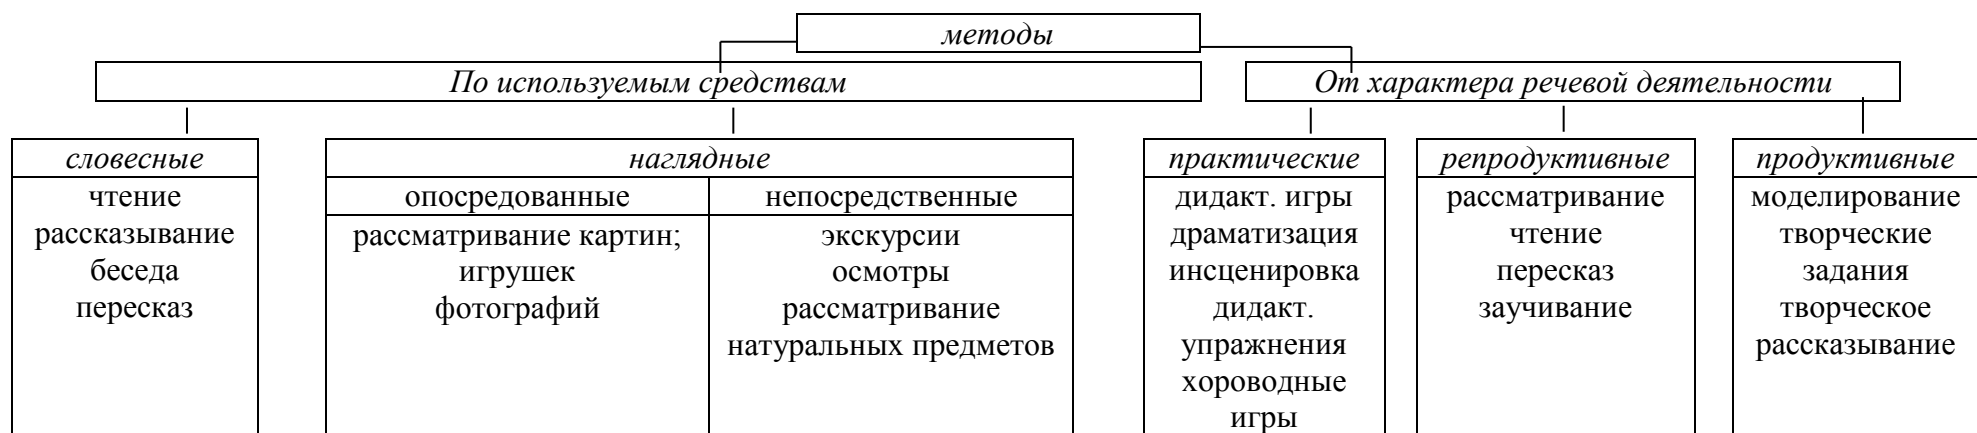 методы
По используемым средствам
От характера речевой деятельности
словесные
чтение
рассказывание
беседа
пересказ
наглядные
опосредованные
рассматривание картин;
игрушек
фотографий
непосредственные
экскурсии
осмотры
рассматривание
натуральных предметов
практические
дидакт. игры
драматизация
инсценировка
дидакт.
упражнения
хороводные
игры
репродуктивные
рассматривание
чтение
пересказ
заучивание
продуктивные
моделирование
творческие
задания
творческое
рассказывание